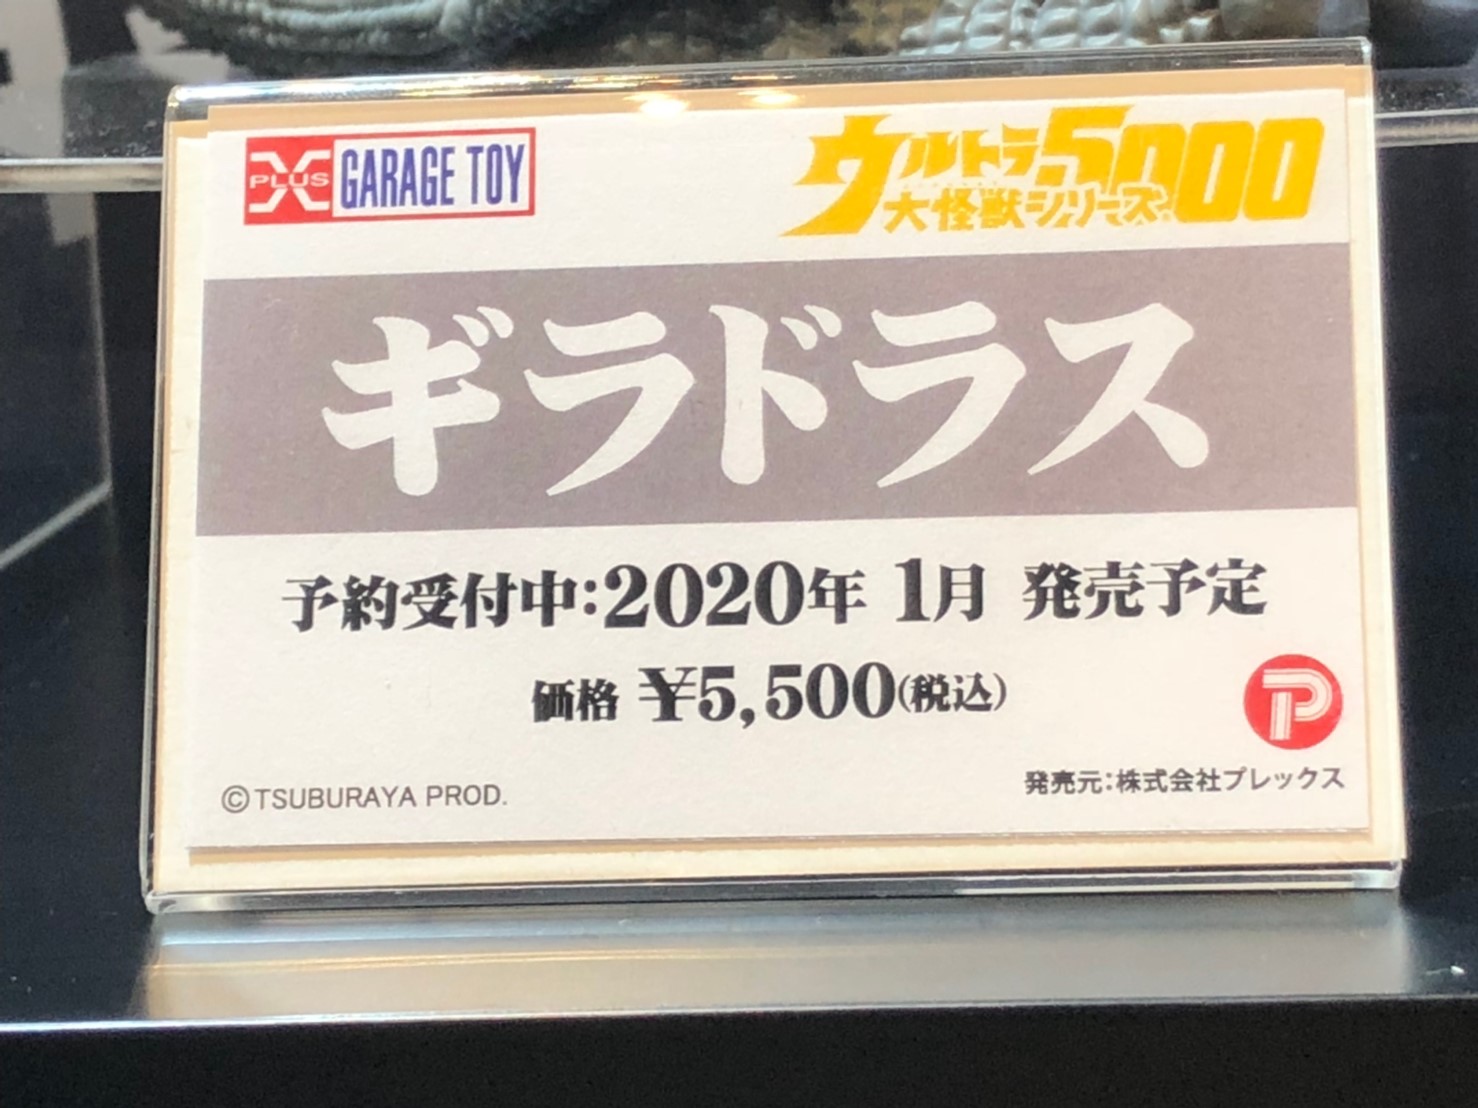 X PLUS GARAGE TOY
ウルトラ5000
大怪獣シリーズ
ギラドラス
予約受付中:2020年 1月 発売予定
価格 ¥5,500(税込)
P
©TSUBURAYA PROD.
発売元:株式会社プレックス